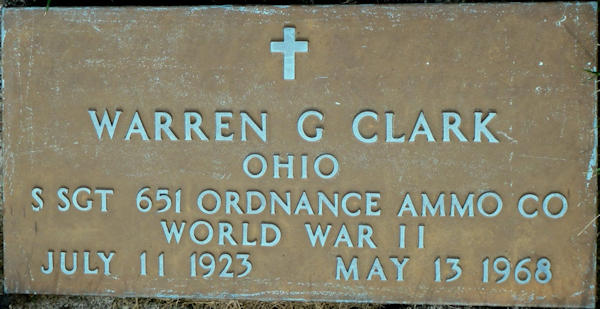 WARREN G CLARK
OHIO
S SGT 651 ORDNANCE AMMO CO
WORLD WAR II
JULY 11 1923 MAY 13 1968